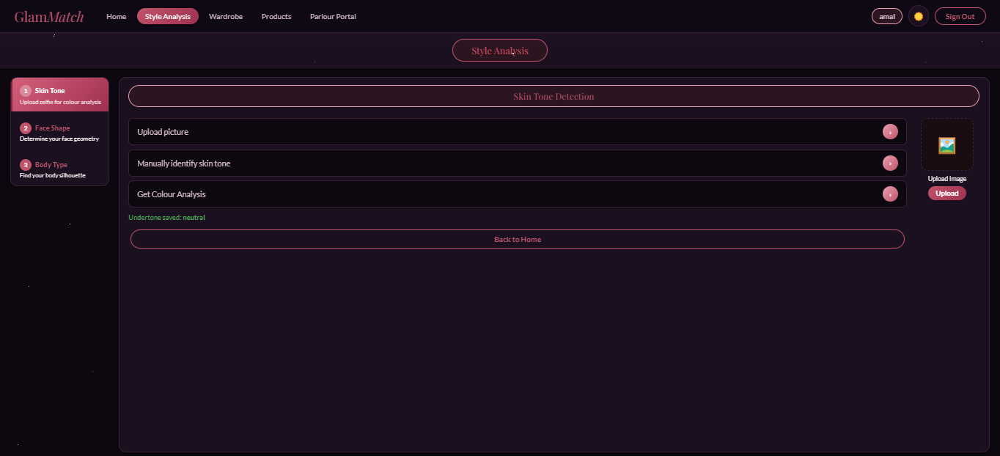 GlamMatch
Home
Style Analysis
Wardrobe
Products
Parlour Portal
amal
Sign Out
Style Analysis
1 Skin Tone
Upload selfie for colour analysis
2 Face Shape
Determine your face geometry
3 Body Type
Find your body silhouette
Skin Tone Detection
Upload picture
Manually identify skin tone
Get Colour Analysis
Undertone saved: neutral
Back to Home
Upload Image
Upload